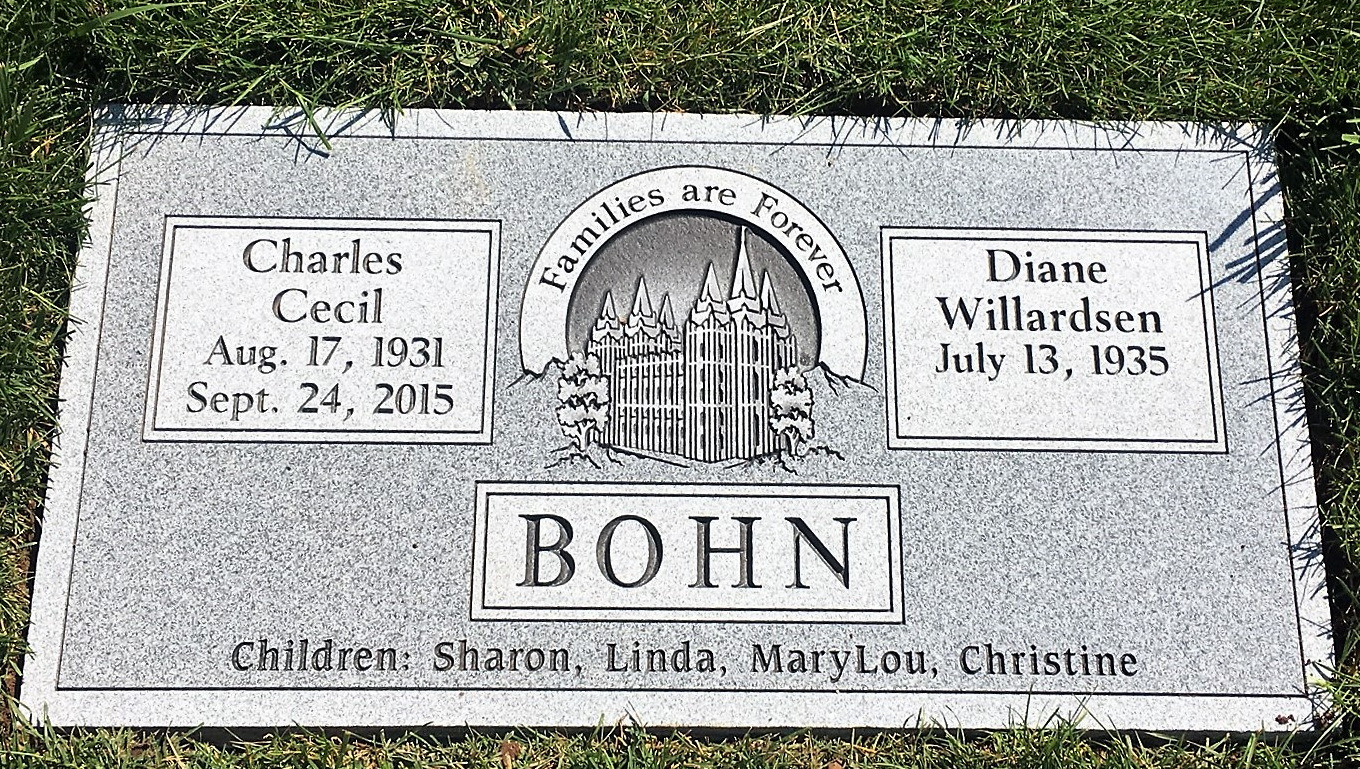 Families are Forever
Charles
Cecil
Aug. 17, 1931
Sept. 24, 2015
Diane
Willardsen
July 13, 1935
BOHN
Children: Sharon, Linda, MaryLou, Christine